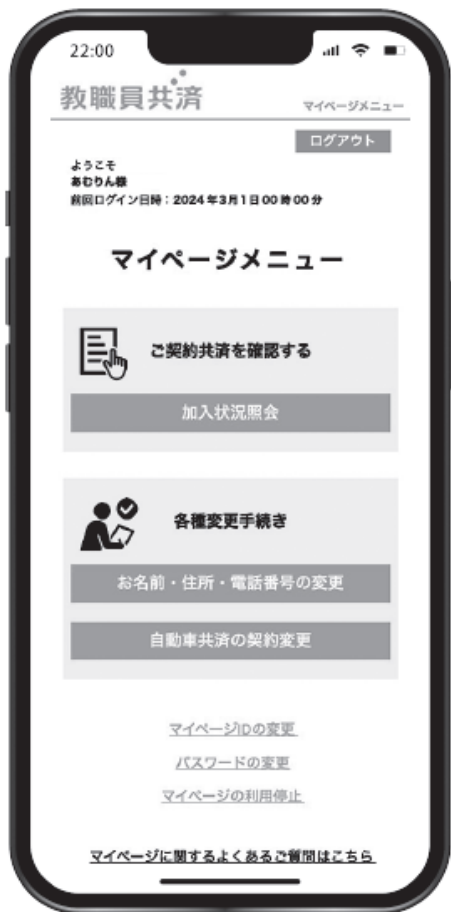 22:00
教職員共済
マイページメニュー
ログアウト
ようこそ
あむりん様
前回ログイン日時：2024年3月1日00時00分
マイページメニュー
ご契約共済を確認する
加入状況照会
各種変更手続き
お名前・住所・電話番号の変更
自動車共済の契約変更
マイページIDの変更
パスワードの変更
マイページの利用停止
マイページに関するよくあるご質問はこちら